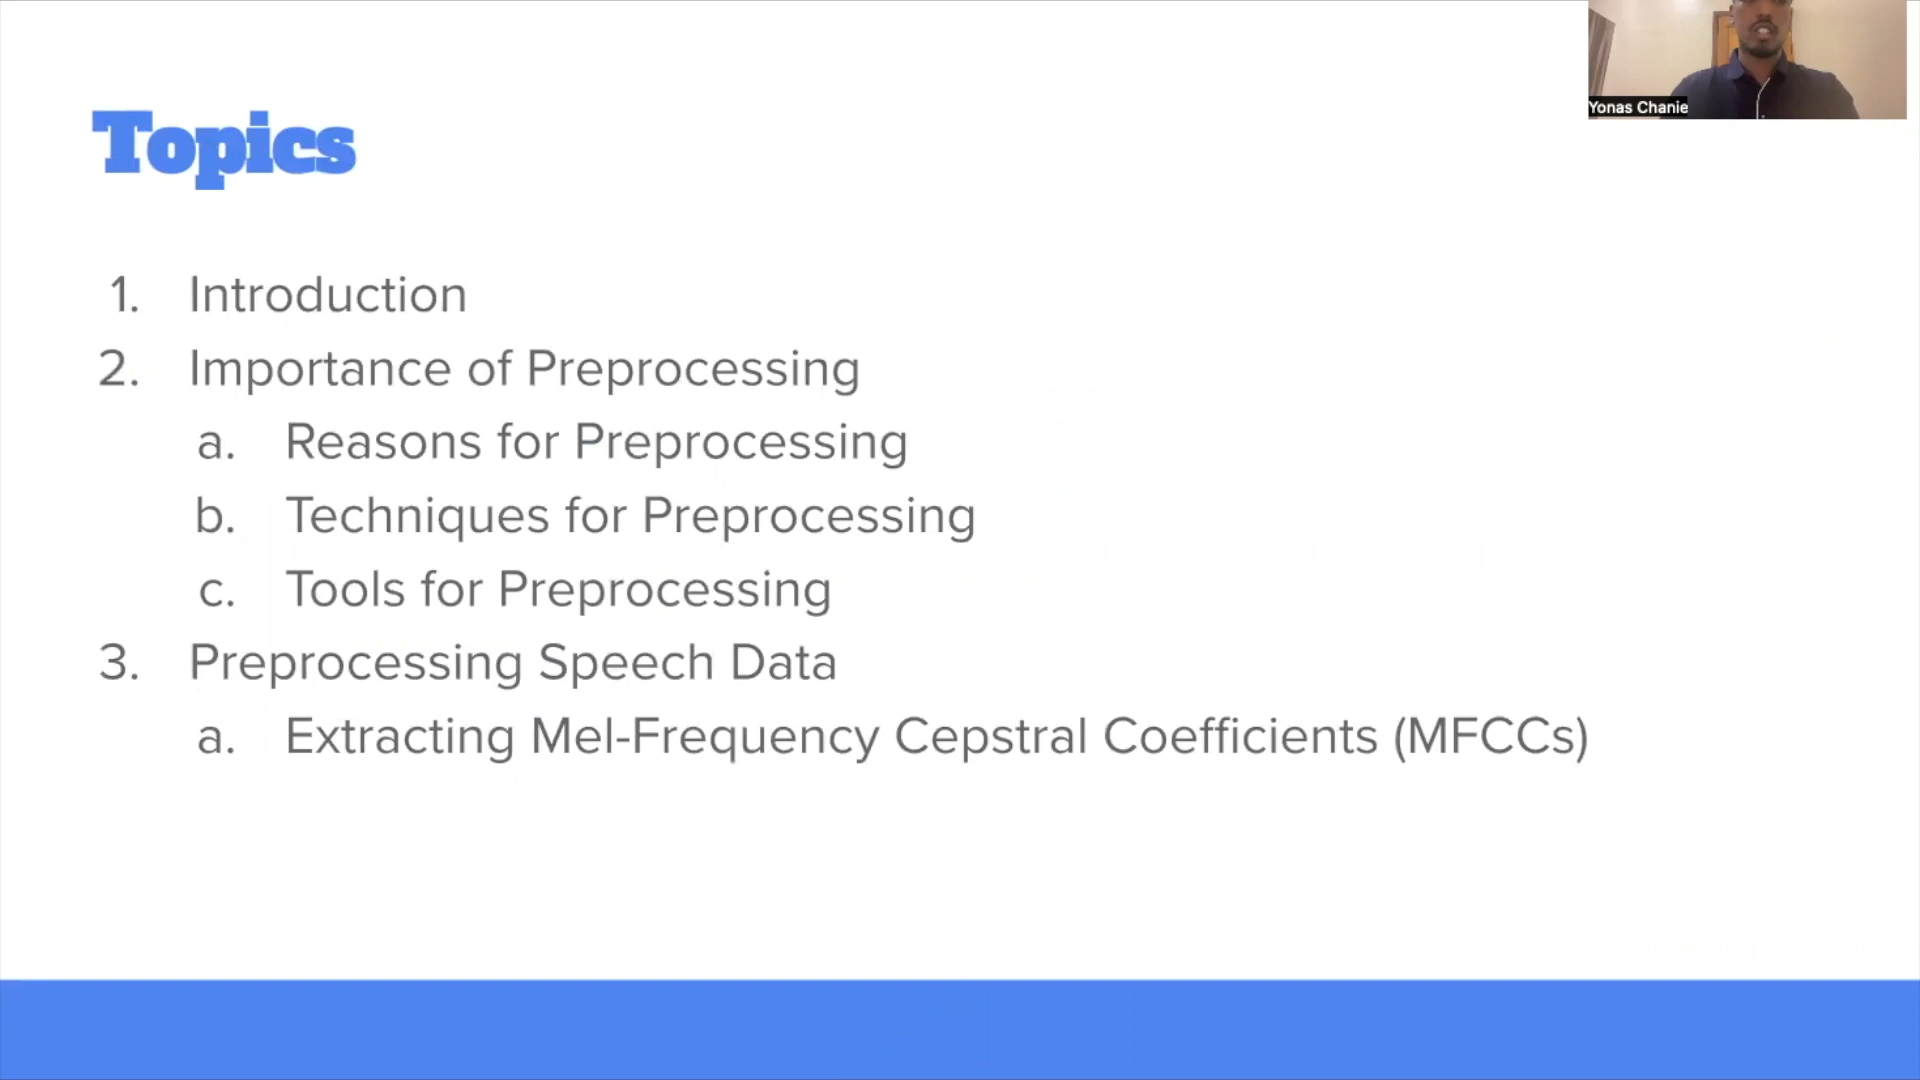 Yonas Chanie
Topics
1. Introduction
2. Importance of Preprocessing
a. Reasons for Preprocessing
b. Techniques for Preprocessing
c. Tools for Preprocessing
3. Preprocessing Speech Data
a. Extracting Mel-Frequency Cepstral Coefficients (MFCCs)